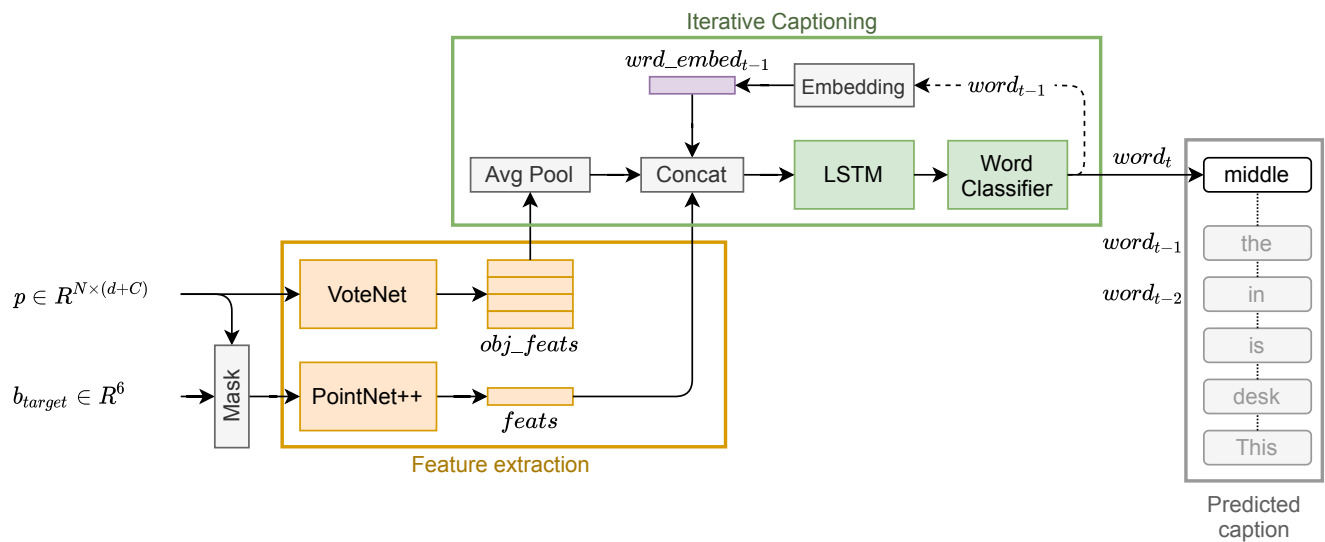 Iterative Captioning
wrd_embed_{t−1}
Embedding
word_{t−1}
Avg Pool
Concat
LSTM
Word
Classifier
word_t
middle
word_{t−1}
the
word_{t−2}
in
is
desk
This
Predicted
caption
p ∈ R^{N×(d+C)}
VoteNet
obj_feats
b_{target} ∈ R^6
Mask
PointNet++
feats
Feature extraction